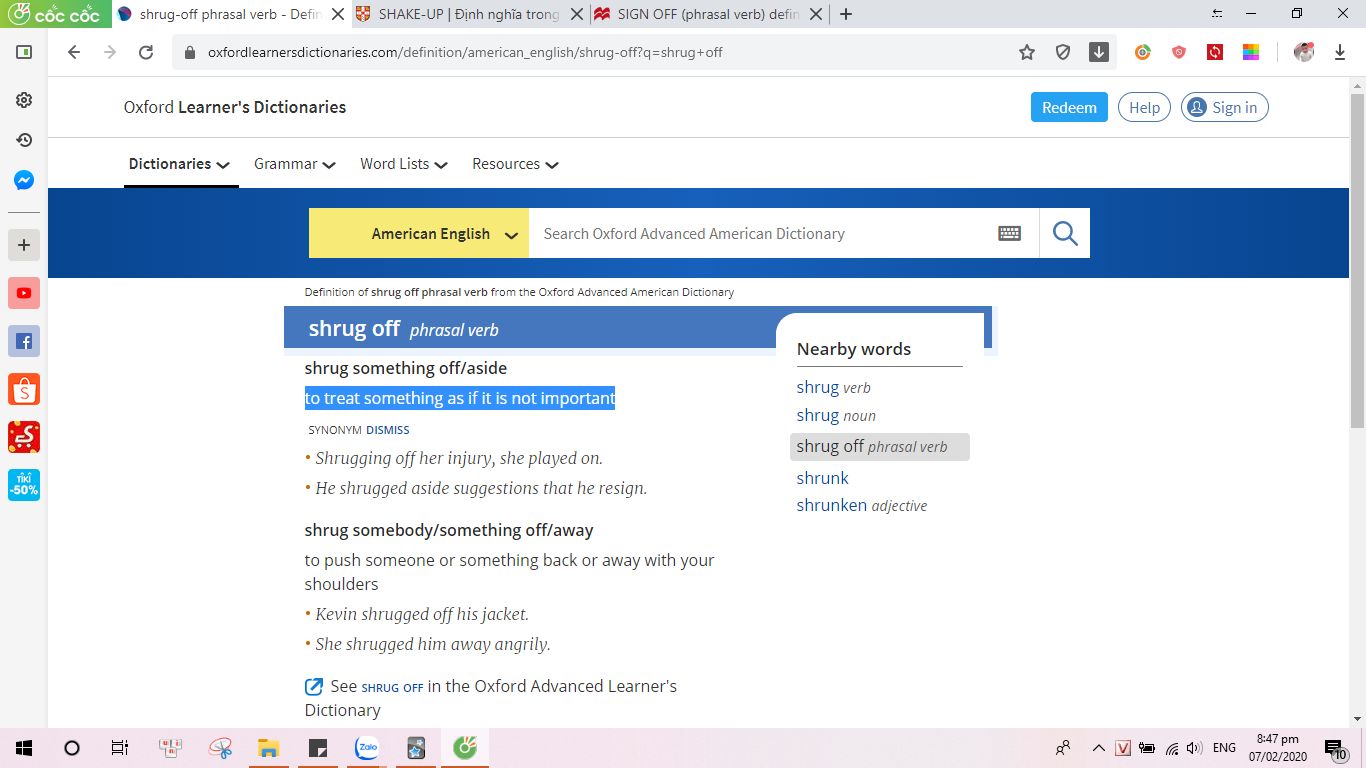 cốc cốc
shrug-off phrasal verb - Defin
SHAKE-UP | Định nghĩa trong
SIGN OFF (phrasal verb) defin
oxfordlearnersdictionaries.com/definition/american_english/shrug-off?q=shrug+off
Oxford Learner's Dictionaries
Redeem
Help
Sign in
Dictionaries
Grammar
Word Lists
Resources
American English
Search Oxford Advanced American Dictionary
Definition of shrug off phrasal verb from the Oxford Advanced American Dictionary
shrug off phrasal verb
shrug something off/aside
to treat something as if it is not important
SYNONYM DISMISS
• Shrugging off her injury, she played on.
• He shrugged aside suggestions that he resign.
shrug somebody/something off/away
to push someone or something back or away with your
shoulders
• Kevin shrugged off his jacket.
• She shrugged him away angrily.
See SHRUG OFF in the Oxford Advanced Learner's
Dictionary
Nearby words
shrug verb
shrug noun
shrug off phrasal verb
shrunk
shrunken adjective
TIKI
-50%
Zalo
V
ENG
8:47 pm
07/02/2020
10